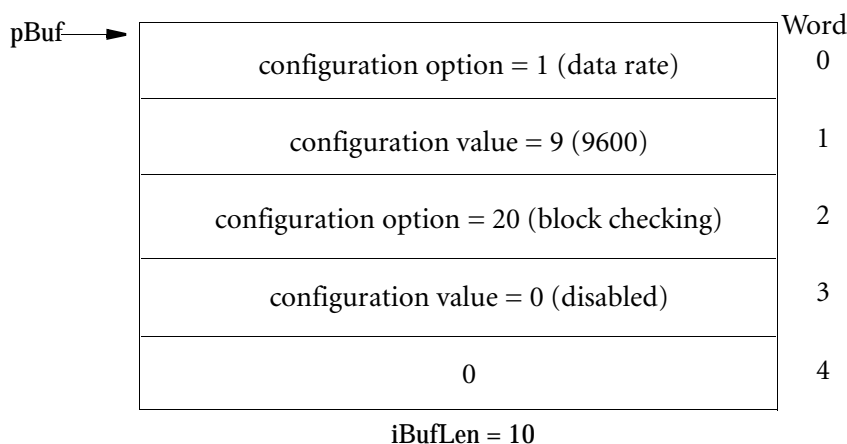 pBuf
Word
configuration option = 1 (data rate)
0
configuration value = 9 (9600)
1
configuration option = 20 (block checking)
2
configuration value = 0 (disabled)
3
0
4
iBufLen = 10